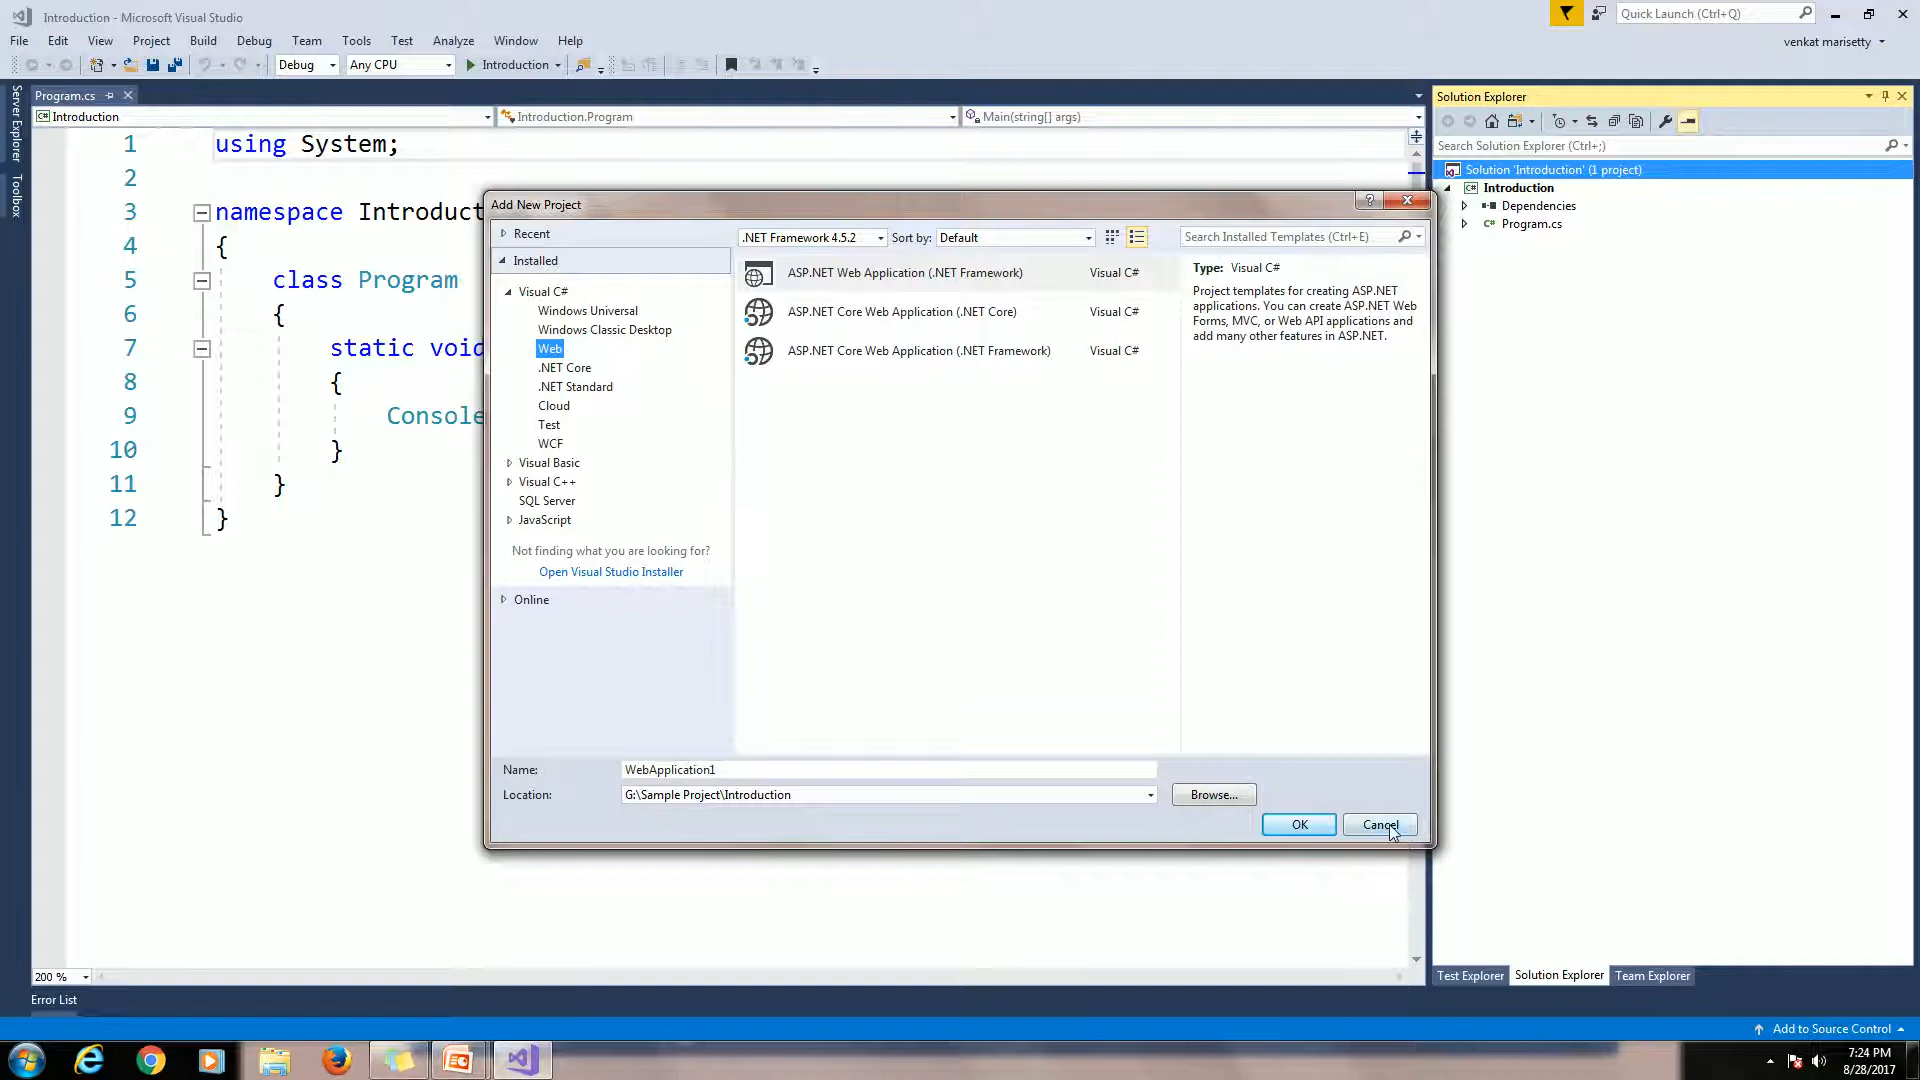 Introduction - Microsoft Visual Studio
Quick Launch (Ctrl+Q)
File Edit View Project Build Debug Team Tools Test Analyze Window Help
venkat marisetty
Debug Any CPU Introduction
Server Explorer
Toolbox
Program.cs
Introduction
Introduction.Program
Main(string[] args)
1 using System;
2
3 namespace Introduct
4 {
5 class Program
6 {
7 static void
8 {
9 Console
10 }
11 }
12 }
200 %
Error List
Add New Project
Recent
Installed
Visual C#
Windows Universal
Windows Classic Desktop
Web
.NET Core
.NET Standard
Cloud
Test
WCF
Visual Basic
Visual C++
SQL Server
JavaScript
Not finding what you are looking for?
Open Visual Studio Installer
Online
.NET Framework 4.5.2 Sort by: Default
Search Installed Templates (Ctrl+E)
ASP.NET Web Application (.NET Framework) Visual C#
ASP.NET Core Web Application (.NET Core) Visual C#
ASP.NET Core Web Application (.NET Framework) Visual C#
Type: Visual C#
Project templates for creating ASP.NET
applications. You can create ASP.NET Web
Forms, MVC, or Web API applications and
add many other features in ASP.NET.
Name: WebApplication1
Location: G:\Sample Project\Introduction
Browse...
OK Cancel
Solution Explorer
Search Solution Explorer (Ctrl+;)
Solution 'Introduction' (1 project)
C# Introduction
Dependencies
C# Program.cs
Test Explorer Solution Explorer Team Explorer
Add to Source Control
7:24 PM
8/28/2017